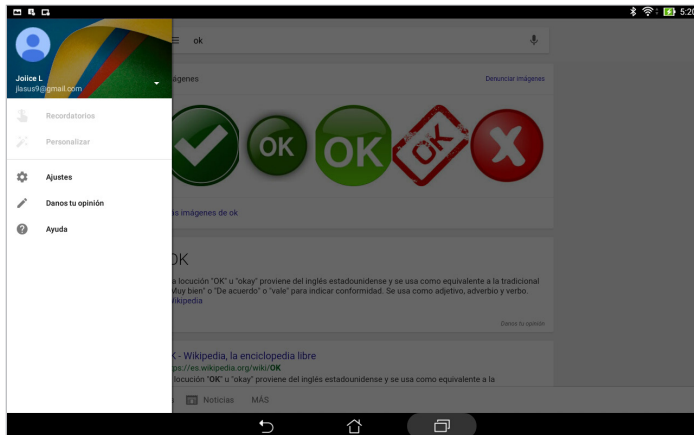 5:20
Joiice L
jlasus9@gmail.com
Recordatorios
Personalizar
Ajustes
Danos tu opinión
Ayuda
ok
ágenes
Denunciar imágenes
OK
OK
OK
ás imágenes de ok
OK
a locución "OK" u "okay" proviene del inglés estadounidense y se usa como equivalente a la tradicional
Muy bien" o "De acuerdo" o "vale" para indicar conformidad. Se usa como adjetivo, adverbio y verbo.
Wikipedia
Danos tu opinión
K - Wikipedia, la enciclopedia libre
ps://es.wikipedia.org/wiki/OK
locución "OK" u "okay" proviene del inglés estadounidense y se usa como equivalente a la
Noticias MÁS